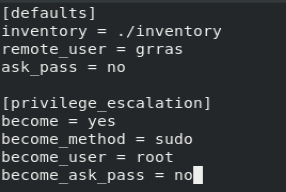 [defaults]
inventory = ./inventory
remote_user = grras
ask_pass = no
[privilege_escalation]
become = yes
become_method = sudo
become_user = root
become_ask_pass = no